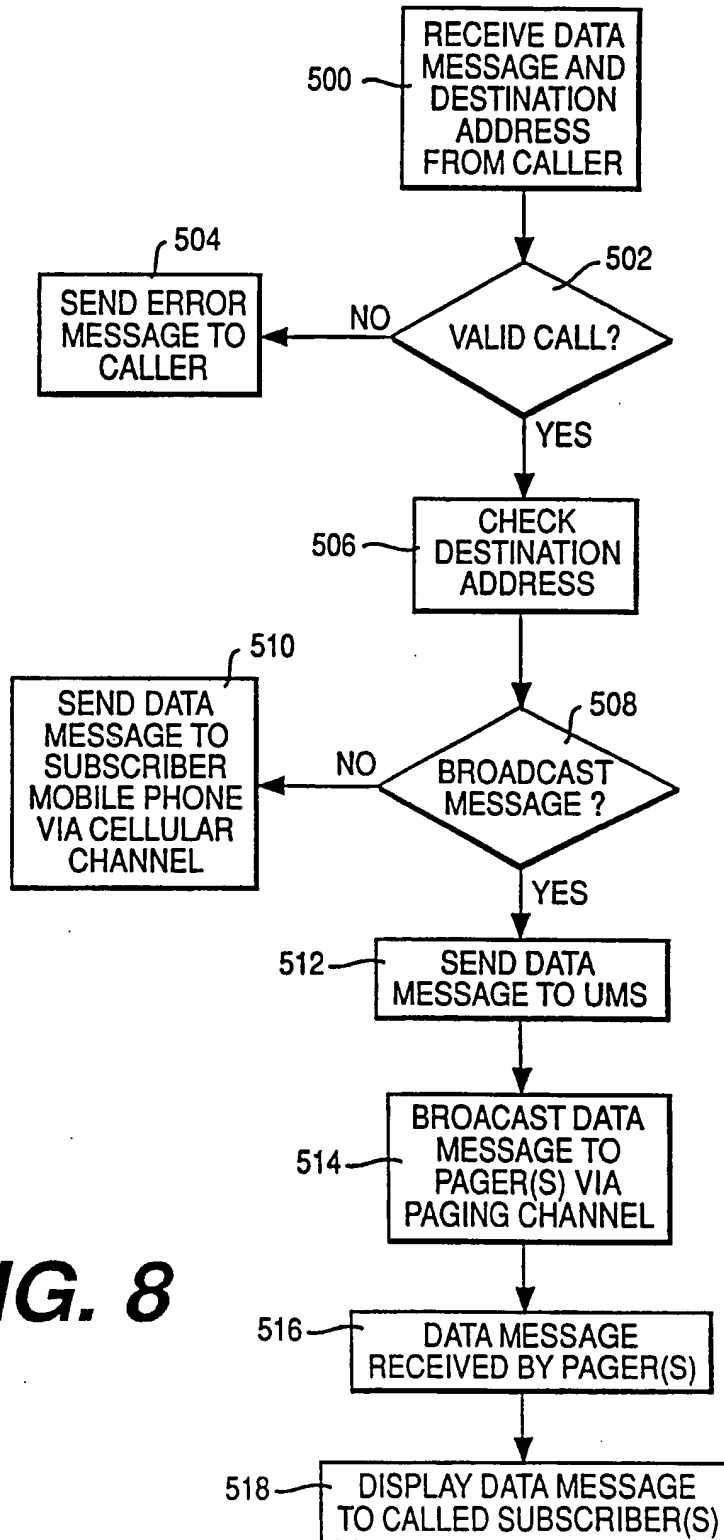 500
RECEIVE DATA
MESSAGE AND
DESTINATION
ADDRESS
FROM CALLER
504
SEND ERROR
MESSAGE TO
CALLER
NO
502
VALID CALL?
YES
506
CHECK
DESTINATION
ADDRESS
510
SEND DATA
MESSAGE TO
SUBSCRIBER
MOBILE PHONE
VIA CELLULAR
CHANNEL
NO
508
BROADCAST
MESSAGE ?
YES
512
SEND DATA
MESSAGE TO UMS
514
BROACAST DATA
MESSAGE TO
PAGER(S) VIA
PAGING CHANNEL
IG. 8
516
DATA MESSAGE
RECEIVED BY PAGER(S)
518
DISPLAY DATA MESSAGE
TO CALLED SUBSCRIBER(S)